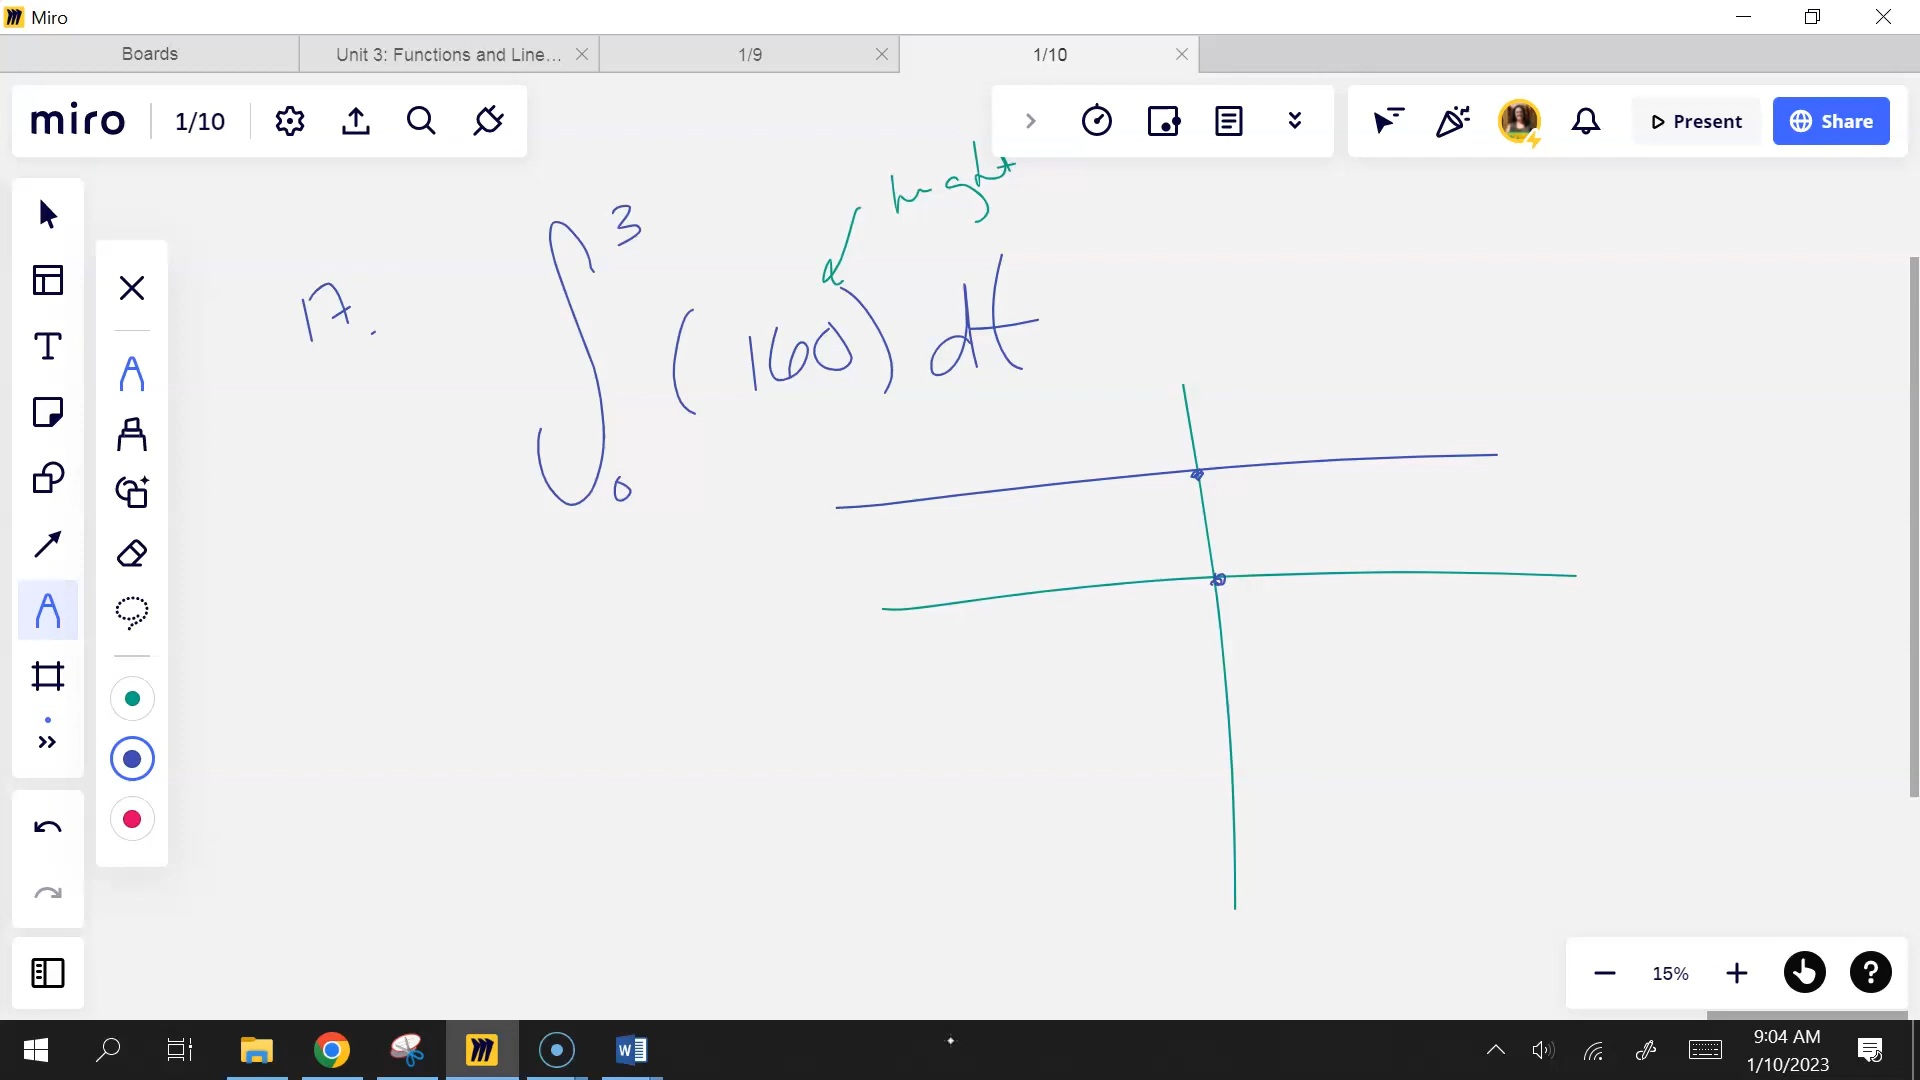 Miro
Boards
Unit 3: Functions and Line...
1/9
1/10
miro
1/10
Present
Share
hight
17.
∫
3
0
(160) dt
15%
9:04 AM
1/10/2023